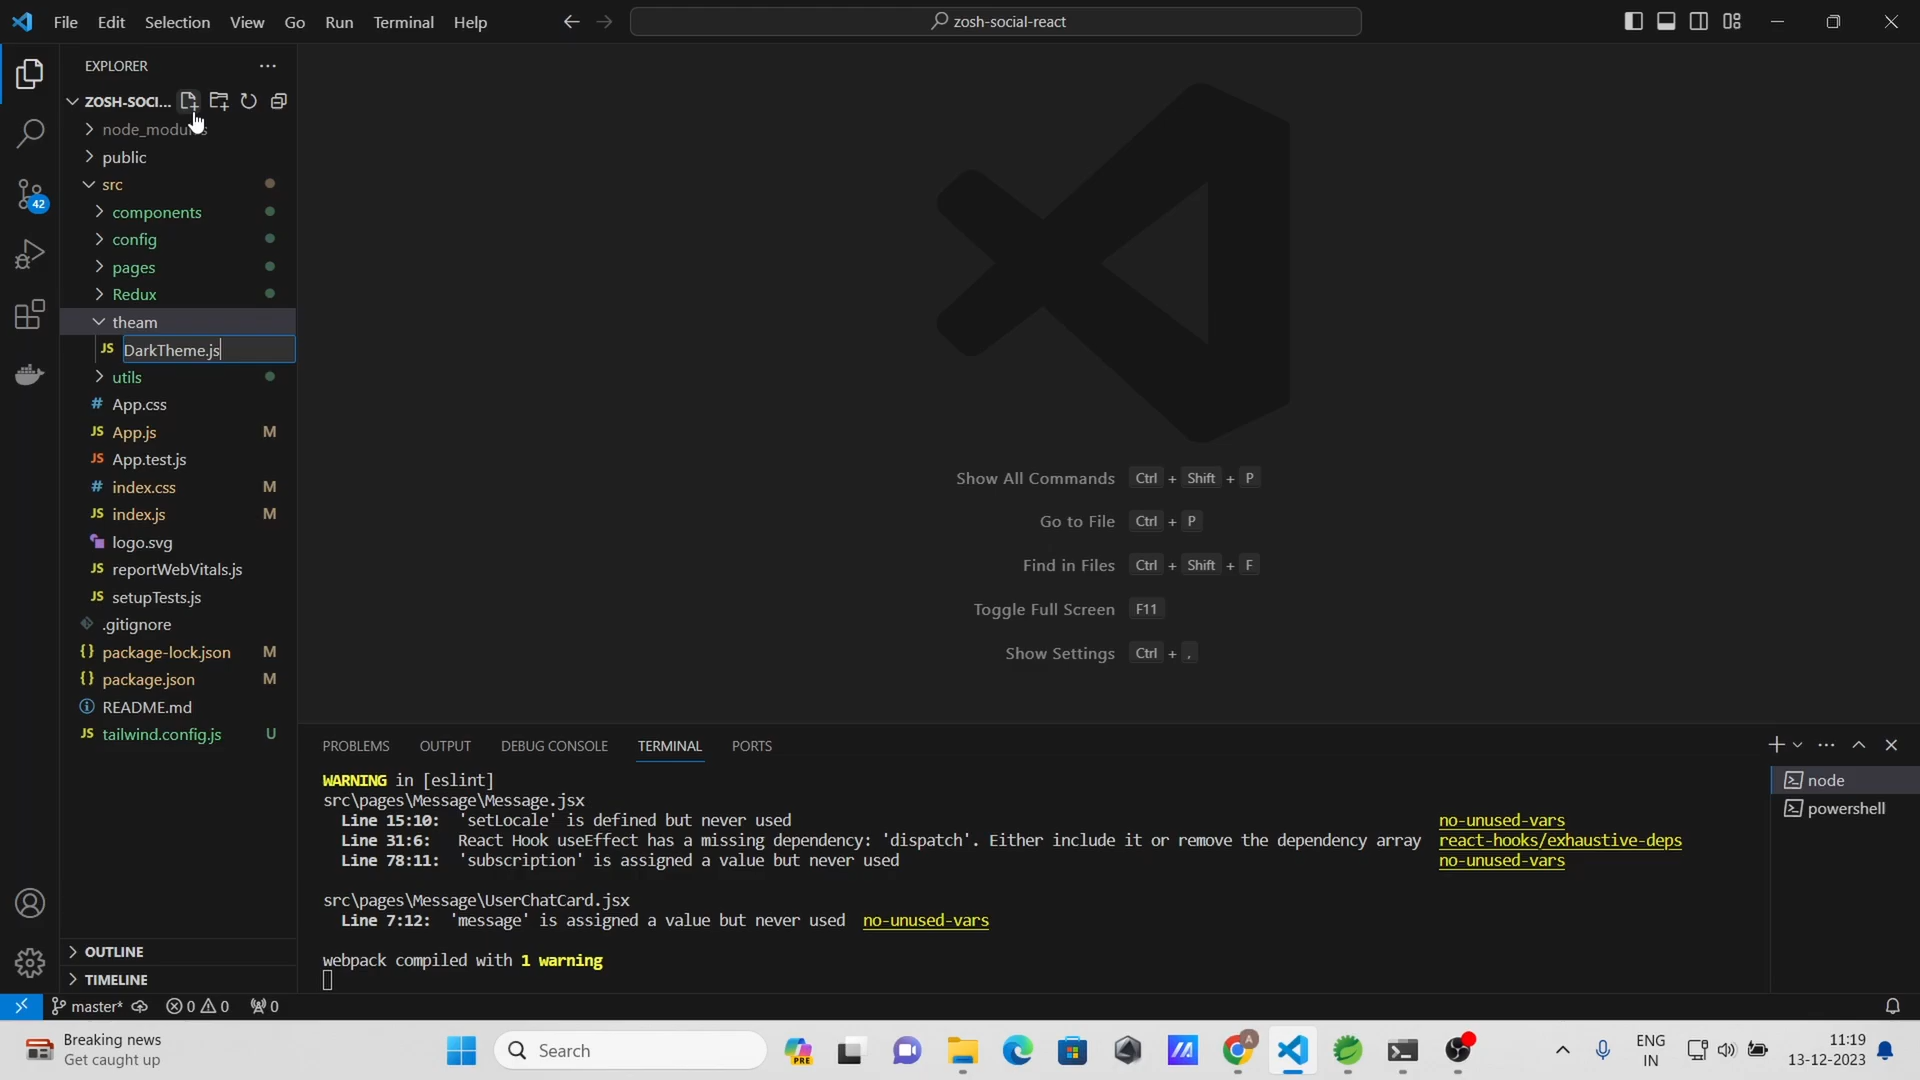 File Edit Selection View Go Run Terminal Help
zosh-social-react
EXPLORER
ZOSH-SOCI...
node_modules
public
src
components
config
pages
Redux
theam
JS DarkTheme.js
utils
# App.css
JS App.js M
JS App.test.js
# index.css M
JS index.js M
logo.svg
JS reportWebVitals.js
JS setupTests.js
.gitignore
{} package-lock.json M
{} package.json M
README.md
JS tailwind.config.js U
OUTLINE
TIMELINE
42
Show All Commands Ctrl + Shift + P
Go to File Ctrl + P
Find in Files Ctrl + Shift + F
Toggle Full Screen F11
Show Settings Ctrl + ,
PROBLEMS OUTPUT DEBUG CONSOLE TERMINAL PORTS
WARNING in [eslint]
src\pages\Message\Message.jsx
Line 15:10: 'setLocale' is defined but never used no-unused-vars
Line 31:6: React Hook useEffect has a missing dependency: 'dispatch'. Either include it or remove the dependency array react-hooks/exhaustive-deps
Line 78:11: 'subscription' is assigned a value but never used no-unused-vars
src\pages\Message\UserChatCard.jsx
Line 7:12: 'message' is assigned a value but never used no-unused-vars
webpack compiled with 1 warning
node
powershell
master* 0 0 0
Breaking news
Get caught up
Search
PRE
ENG
IN
11:19
13-12-2023